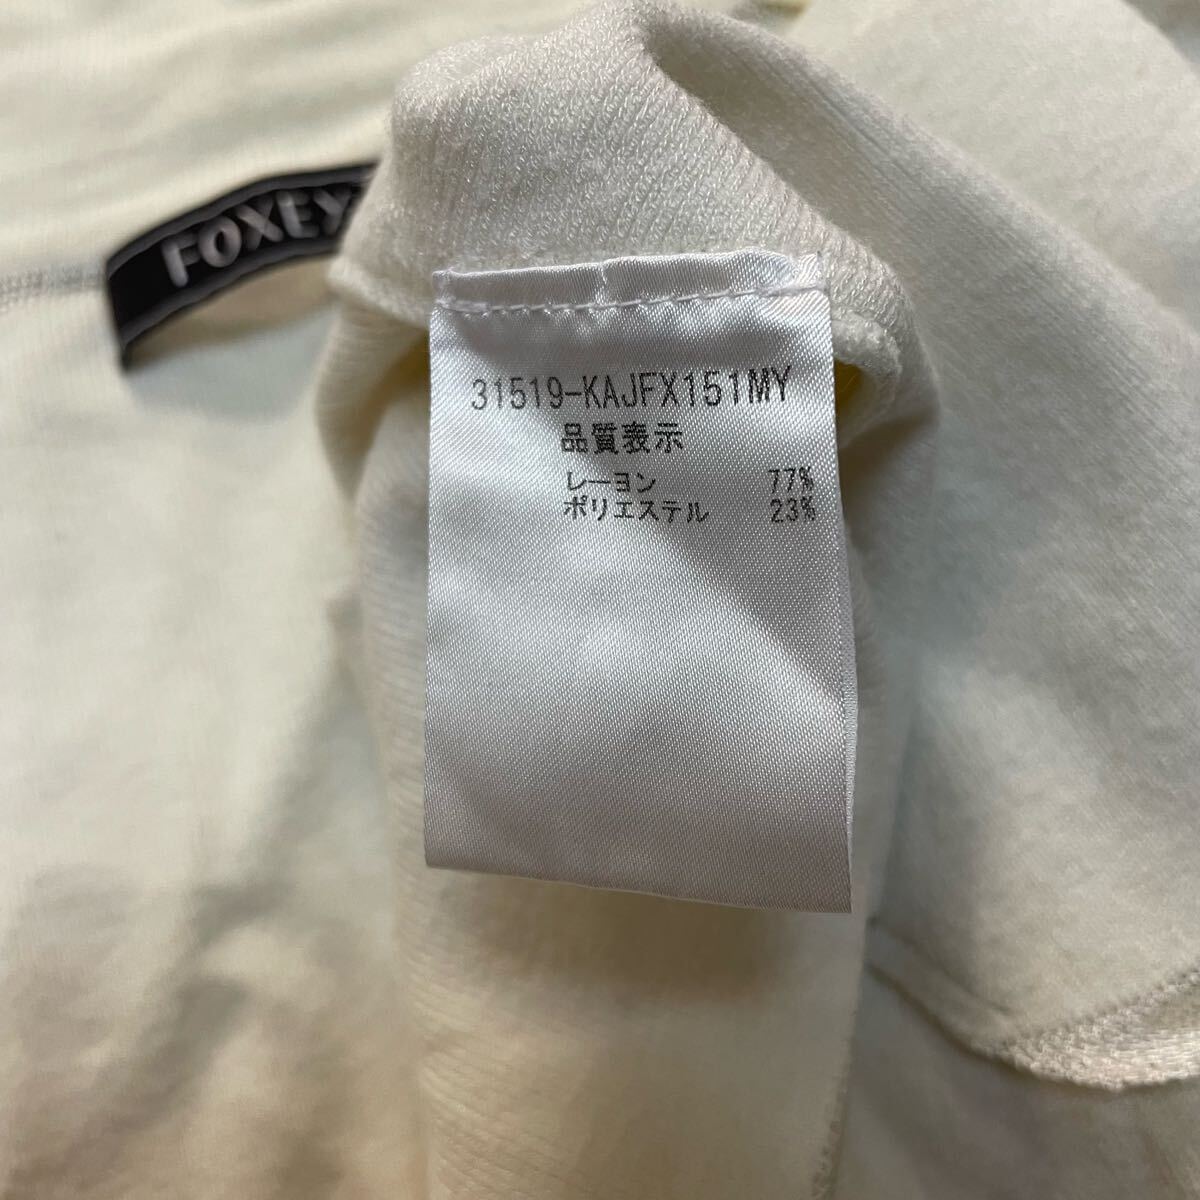 FOXEY
31519-KAJFX151MY
品質表示
レーヨン 77%
ポリエステル 23%